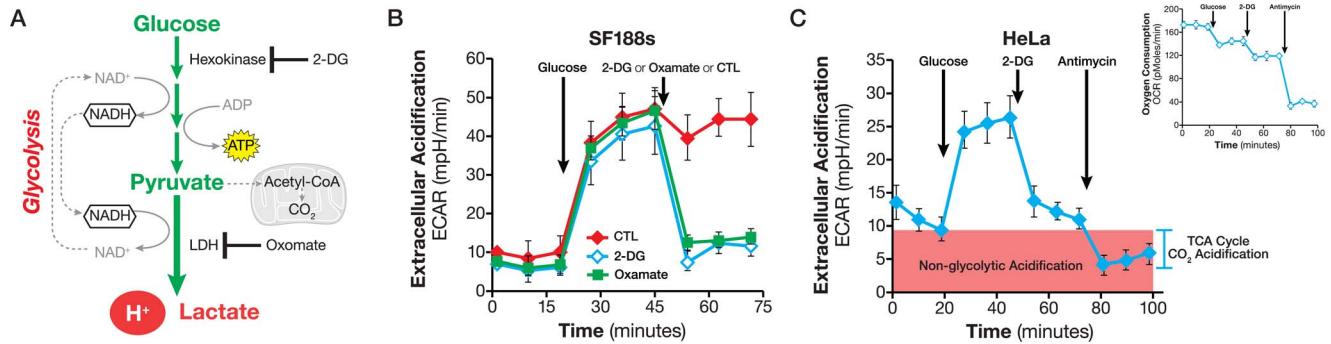 A
Glucose
Hexokinase
2-DG
NAD+
NADH
ADP
ATP
Glycolysis
Pyruvate
Acetyl-CoA
CO2
NADH
NAD+
LDH
Oxomate
H+
Lactate
B
SF188s
Glucose
2-DG or Oxamate or CTL
Extracellular Acidification
ECAR (mpH/min)
60
50
40
30
20
10
0
CTL
2-DG
Oxamate
0
15
30
45
60
75
Time (minutes)
C
HeLa
Glucose
2-DG
Antimycin
Extracellular Acidification
ECAR (mpH/min)
35
30
25
20
15
10
5
0
Non-glycolytic Acidification
TCA Cycle
CO2 Acidification
0
20
40
60
80
100
Time (minutes)
Glucose
2-DG
Antimycin
Oxygen Consumption
OCR (pMoles/min)
200
160
120
80
40
0
0
20
40
60
80
100
Time (minutes)